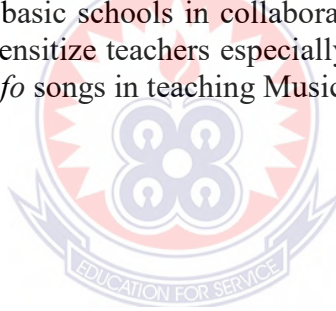 basic schools in collabora
ensitize teachers especially
fo songs in teaching Music
EDUCATION FOR SERVICE